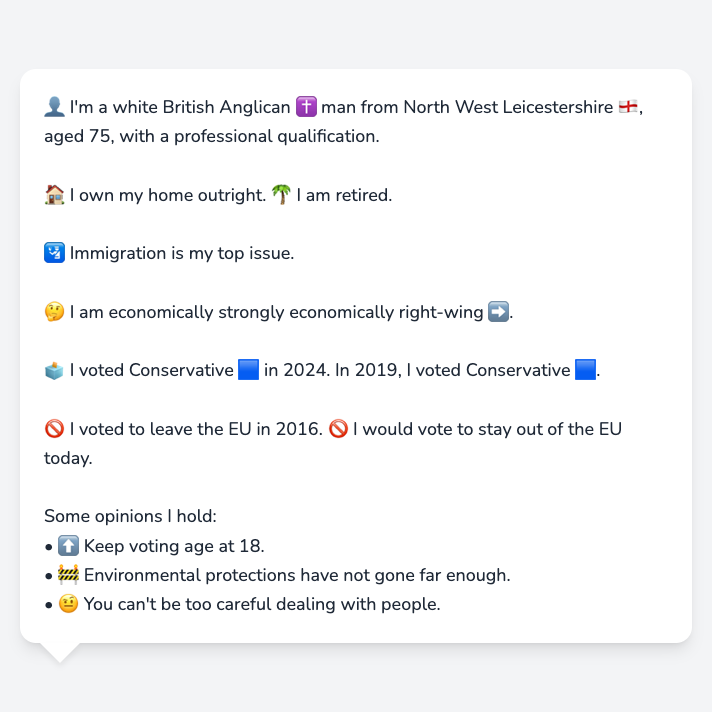 👤 I'm a white British Anglican ✝️ man from North West Leicestershire 🏴󠁧󠁢󠁥󠁮󠁧󠁿,
aged 75, with a professional qualification.
🏠 I own my home outright. 🌴 I am retired.
🛂 Immigration is my top issue.
🤔 I am economically strongly economically right-wing ➡️.
🗳️ I voted Conservative 🟦 in 2024. In 2019, I voted Conservative 🟦.
🚫 I voted to leave the EU in 2016. 🚫 I would vote to stay out of the EU
today.
Some opinions I hold:
• ⬆️ Keep voting age at 18.
• 🚧 Environmental protections have not gone far enough.
• 🤨 You can't be too careful dealing with people.